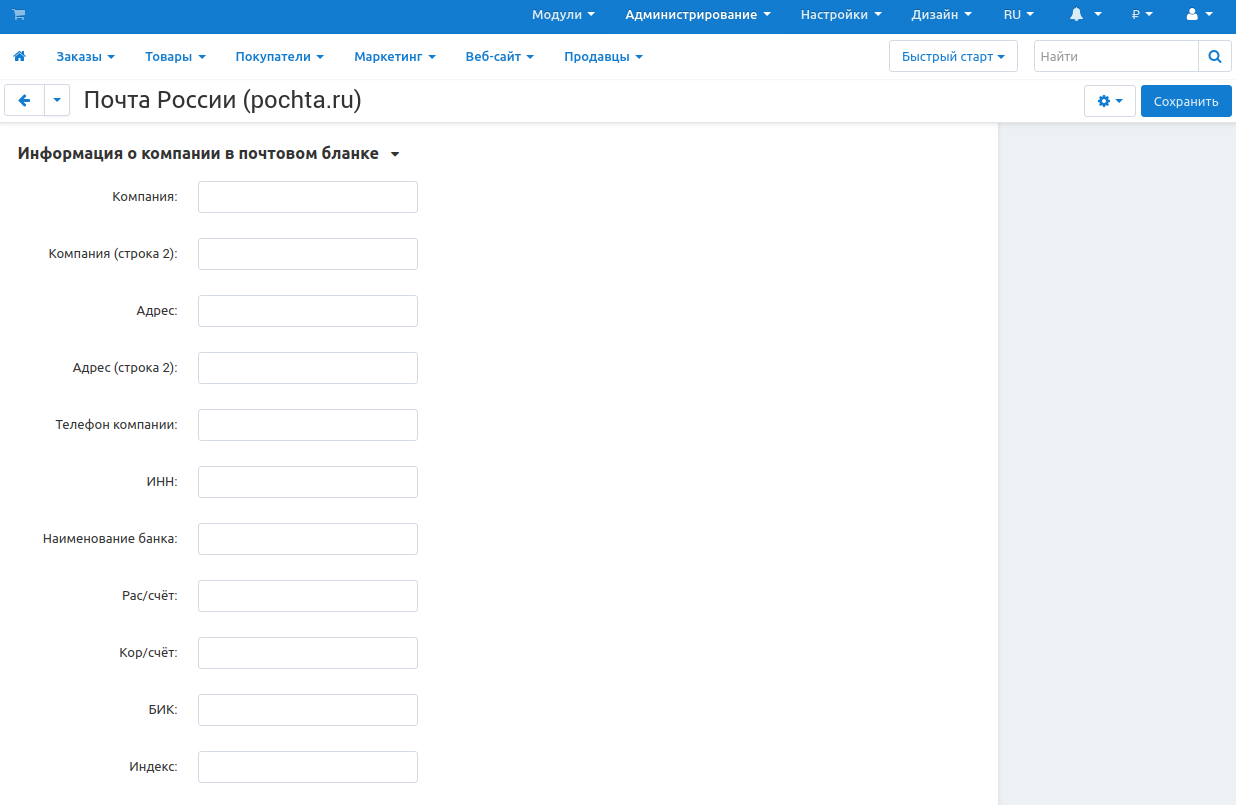 Модули Администрирование Настройки Дизайн RU ₽
Заказы Товары Покупатели Маркетинг Веб-сайт Продавцы Быстрый старт Найти
Почта России (pochta.ru) Сохранить
Информация о компании в почтовом бланке
Компания:
Компания (строка 2):
Адрес:
Адрес (строка 2):
Телефон компании:
ИНН:
Наименование банка:
Рас/счёт:
Кор/счёт:
БИК:
Индекс: